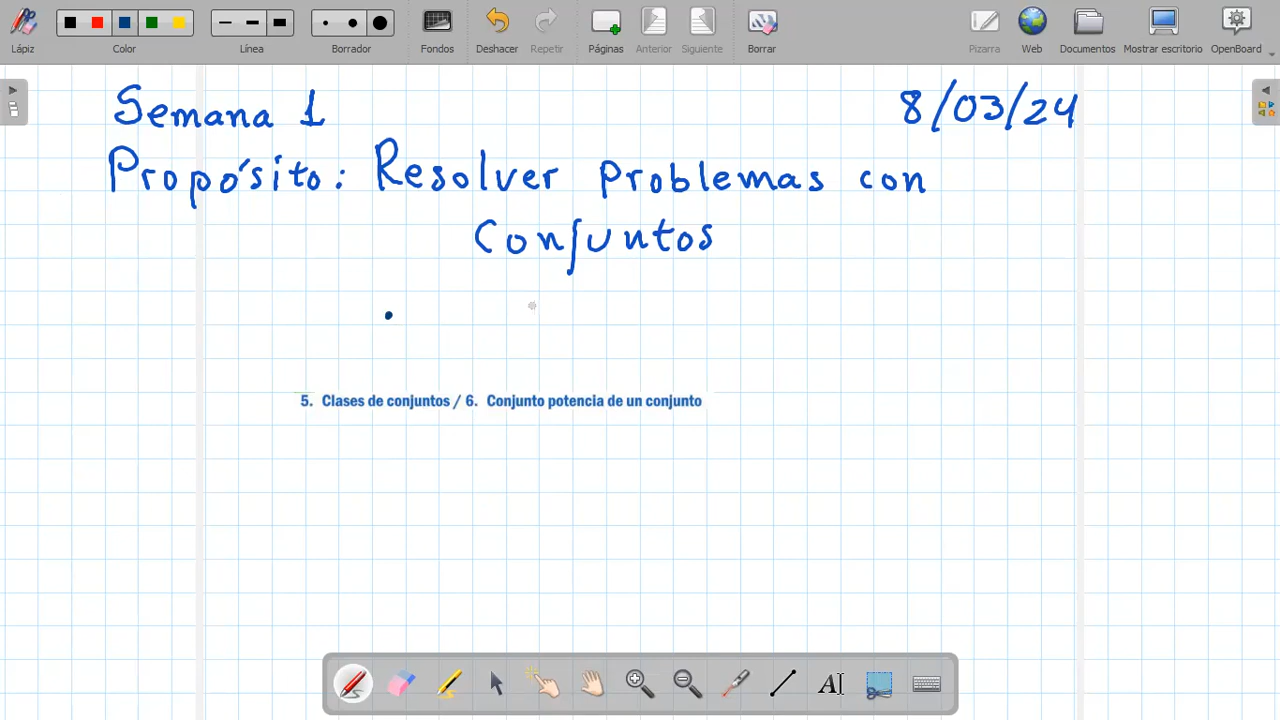 Lápiz Color Línea Borrador Fondos Deshacer Repetir Páginas Anterior Siguiente Borrar Pizarra Web Documentos Mostrar escritorio OpenBoard
Semana 1 8/03/24
Propósito: Resolver problemas con
Conjuntos
5. Clases de conjuntos / 6. Conjunto potencia de un conjunto